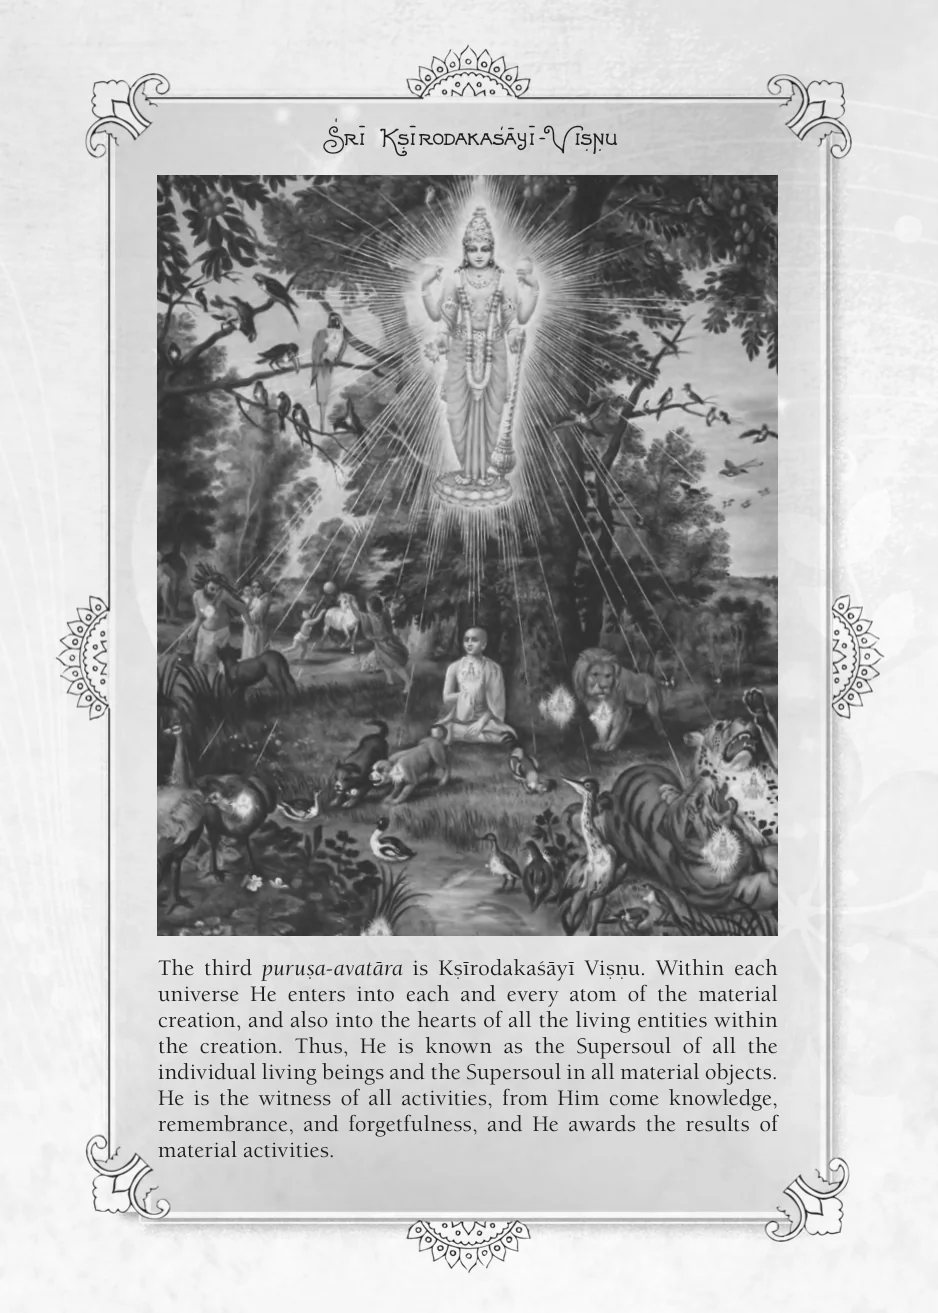 Śrī Kṣīrodakaśāyī-Viṣṇu
The third puruṣa-avatāra is Kṣīrodakaśāyī Viṣṇu. Within each
universe He enters into each and every atom of the material
creation, and also into the hearts of all the living entities within
the creation. Thus, He is known as the Supersoul of all the
individual living beings and the Supersoul in all material objects.
He is the witness of all activities, from Him come knowledge,
remembrance, and forgetfulness, and He awards the results of
material activities.